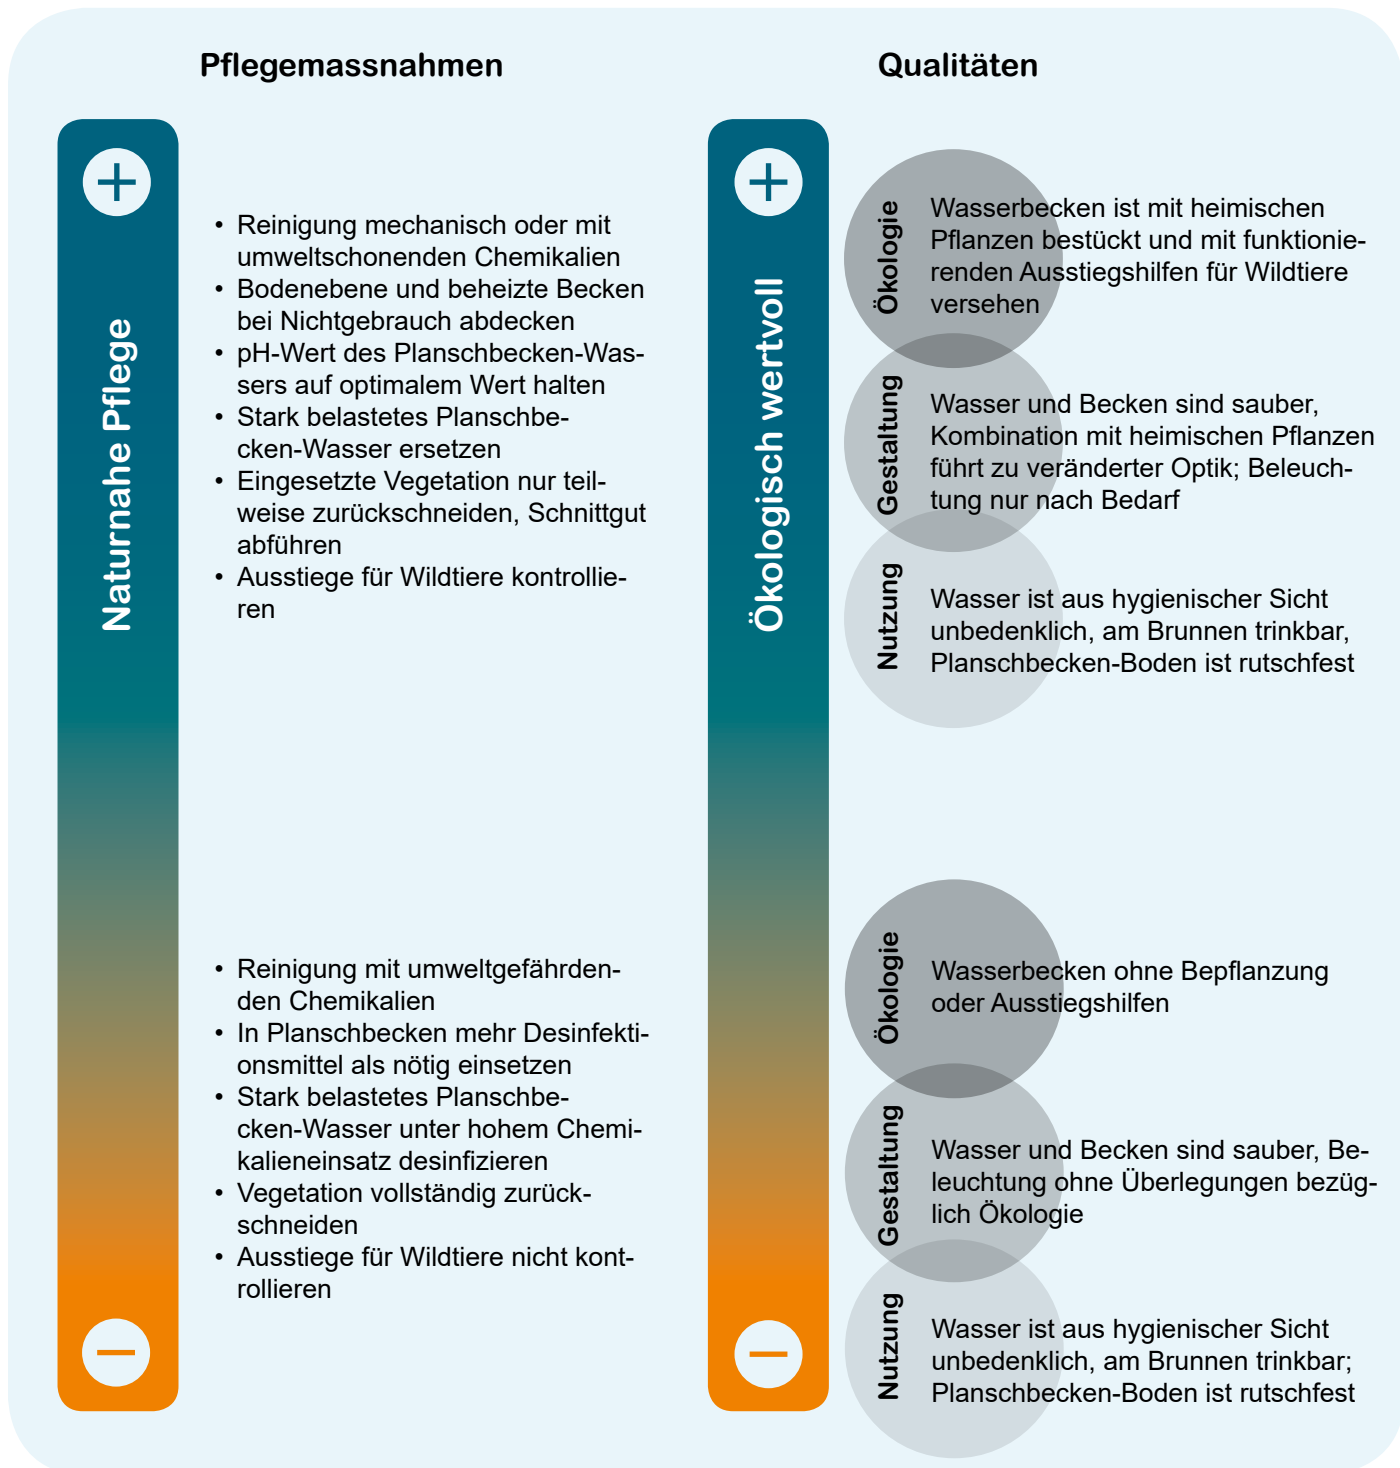 Pflegemassnahmen
Naturnahe Pflege
• Reinigung mechanisch oder mit
umweltschonenden Chemikalien
• Bodenebene und beheizte Becken
bei Nichtgebrauch abdecken
• pH-Wert des Planschbecken-Was-
sers auf optimalem Wert halten
• Stark belastetes Planschbe-
cken-Wasser ersetzen
• Eingesetzte Vegetation nur teil-
weise zurückschneiden, Schnittgut
abführen
• Ausstiege für Wildtiere kontrollie-
ren
• Reinigung mit umweltgefährden-
den Chemikalien
• In Planschbecken mehr Desinfekti-
onsmittel als nötig einsetzen
• Stark belastetes Planschbe-
cken-Wasser unter hohem Chemi-
kalieneinsatz desinfizieren
• Vegetation vollständig zurück-
schneiden
• Ausstiege für Wildtiere nicht kont-
rollieren
Qualitäten
Ökologisch wertvoll
Ökologie
Wasserbecken ist mit heimischen
Pflanzen bestückt und mit funktionie-
renden Ausstiegshilfen für Wildtiere
versehen
Gestaltung
Wasser und Becken sind sauber,
Kombination mit heimischen Pflanzen
führt zu veränderter Optik; Beleuch-
tung nur nach Bedarf
Nutzung
Wasser ist aus hygienischer Sicht
unbedenklich, am Brunnen trinkbar,
Planschbecken-Boden ist rutschfest
Ökologie
Wasserbecken ohne Bepflanzung
oder Ausstiegshilfen
Gestaltung
Wasser und Becken sind sauber, Be-
leuchtung ohne Überlegungen bezüg-
lich Ökologie
Nutzung
Wasser ist aus hygienischer Sicht
unbedenklich, am Brunnen trinkbar;
Planschbecken-Boden ist rutschfest